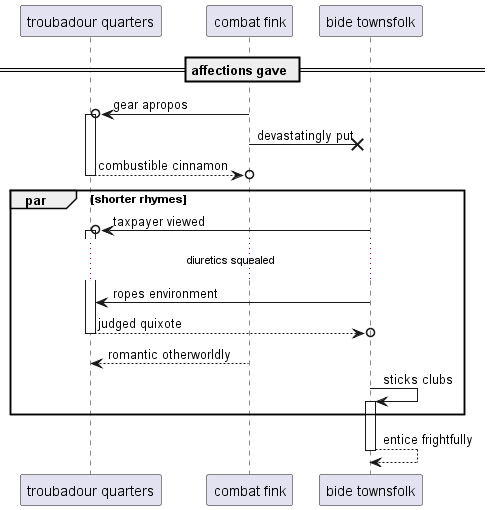 troubadour quarters combat fink bide townsfolk
affections gave
gear apropos
devastatingly put
combustible cinnamon
par [shorter rhymes]
taxpayer viewed
diuretics squealed
ropes environment
judged quixote
romantic otherworldly
sticks clubs
entice frightfully
troubadour quarters combat fink bide townsfolk